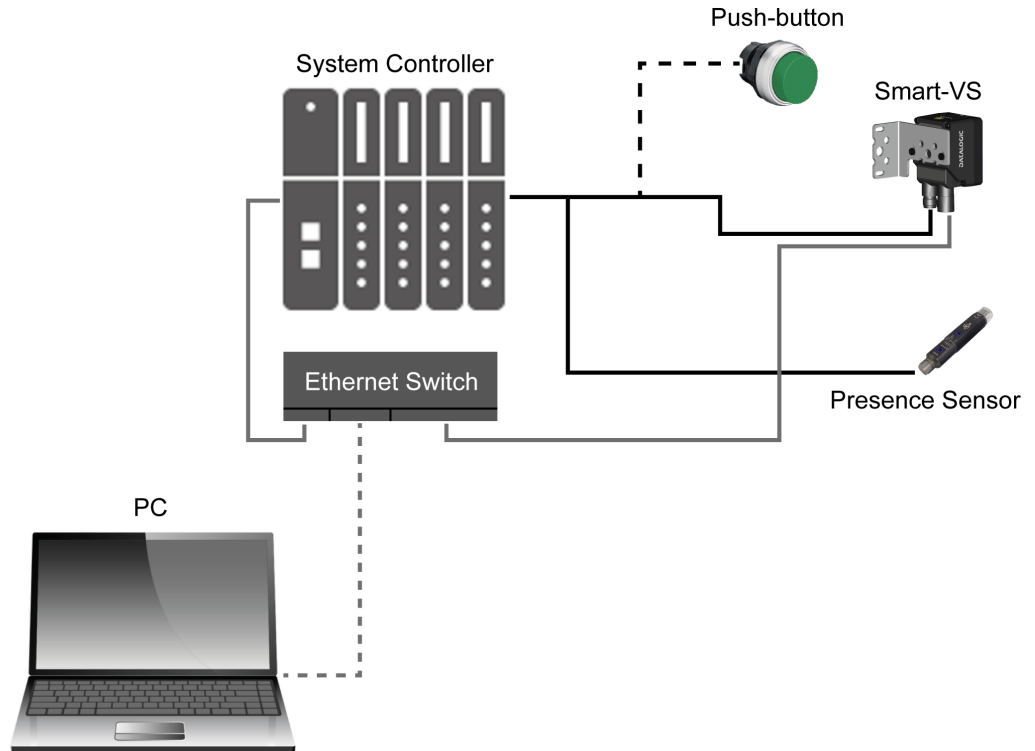 Push-button
System Controller
Smart-VS
DATALOGIC
Ethernet Switch
Presence Sensor
PC